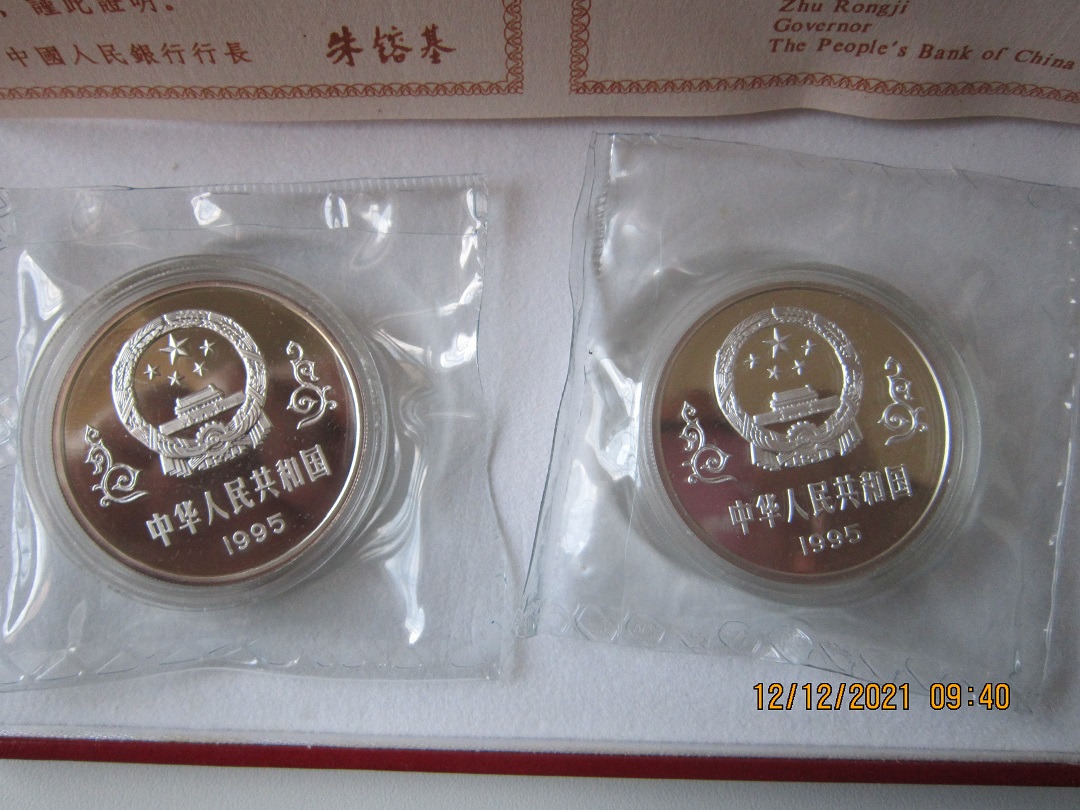 ，謹此證明。
中國人民銀行行長
朱镕基
Zhu Rongji
Governor
The People's Bank of China
中华人民共和国
1995
中华人民共和国
1995
12/12/2021 09:40